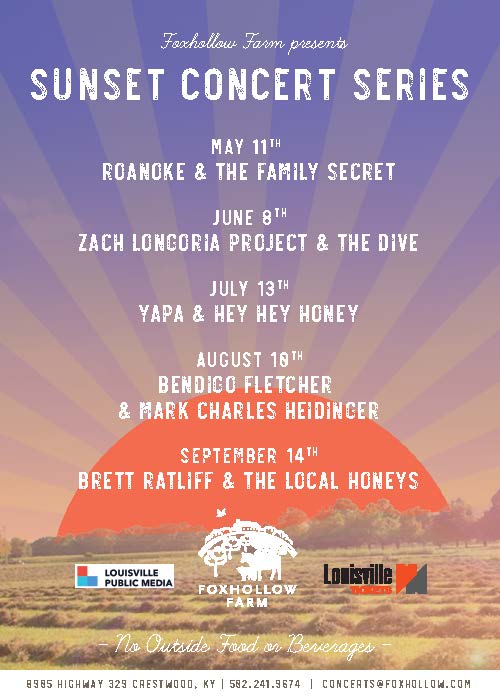 Foxhollow Farm presents
SUNSET CONCERT SERIES
MAY 11TH
ROANOKE & THE FAMILY SECRET
JUNE 8TH
ZACH LONGORIA PROJECT & THE DIVE
JULY 13TH
YAPA & HEY HEY HONEY
AUGUST 10TH
BENDIGO FLETCHER
& MARK CHARLES HEIDINGER
SEPTEMBER 14TH
BRETT RATLIFF & THE LOCAL HONEYS
LOUISVILLE
PUBLIC MEDIA
FOXHOLLOW
FARM
Louisville
TICKETS
- No Outside Food or Beverages -
8905 HIGHWAY 329 CRESTWOOD, KY | 502.241.9674 | CONCERTS@FOXHOLLOW.COM